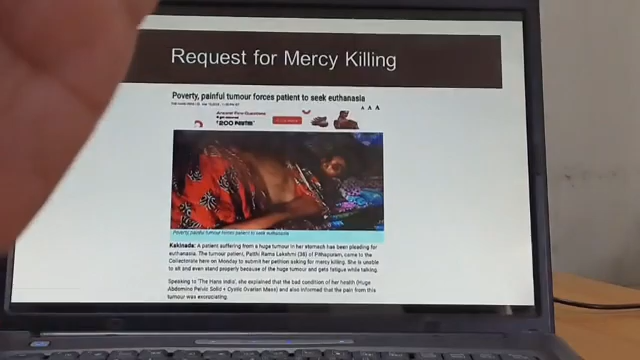 Request for Mercy Killing
Poverty, painful tumour forces patient to seek euthanasia
A A A
₹200 POINTS*
Poverty, painful tumour forces patient to seek euthanasia
Kakinada: A patient suffering from a huge tumour in her stomach has been pleading for
euthanasia. The tumour patient, Patthi Rama Lakshmi (38) of Pithapuram, came to the
Collectorate here on Monday to submit her petition asking for mercy killing. She is unable
to sit and even stand properly because of the huge tumour and gets fatigue while talking.
Speaking to 'The Hans India', she explained that the bad condition of her health (Huge
Abdomino Pelvic Solid + Cystic Ovarian Mass) and also informed that the pain from this
tumour was excruciating.